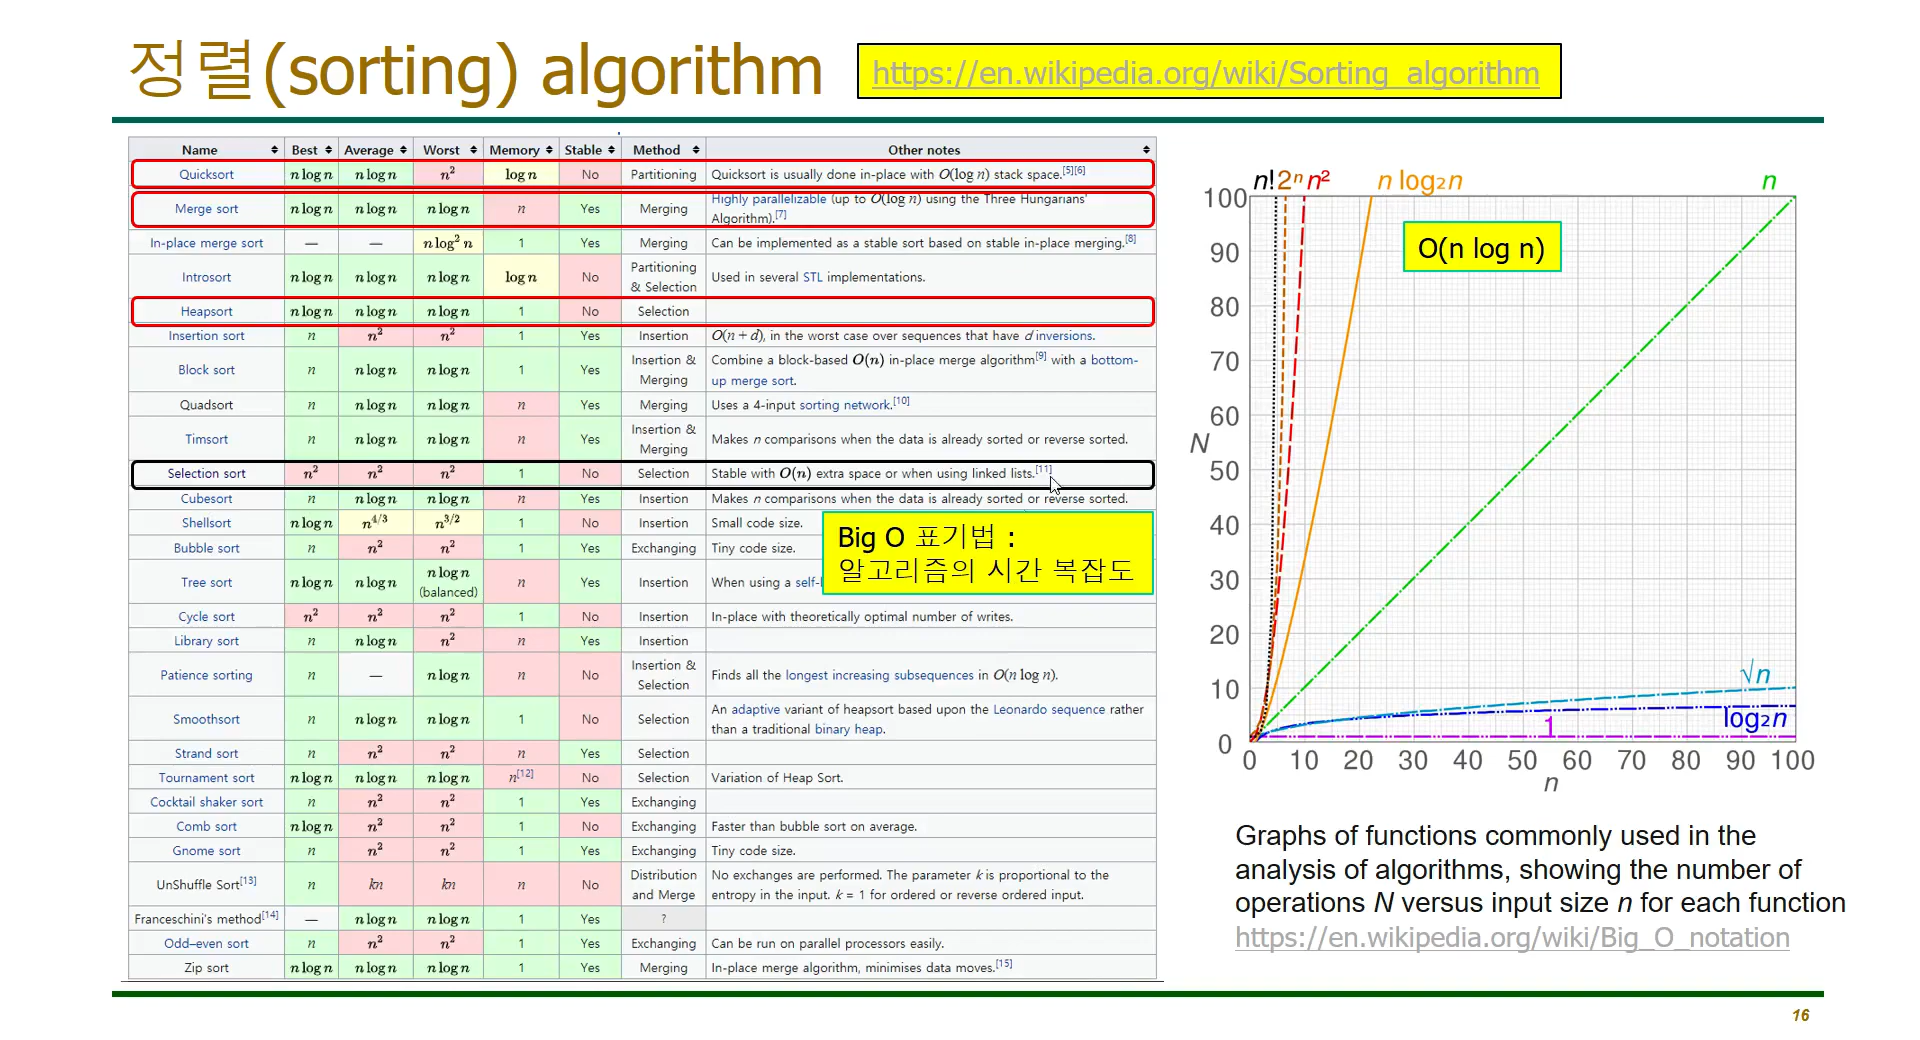 정렬(sorting) algorithm
https://en.wikipedia.org/wiki/Sorting_algorithm
Name Best Average Worst Memory Stable Method Other notes
Quicksort n log n n log n n² log n No Partitioning Quicksort is usually done in-place with O(log n) stack space.[5][6]
Merge sort n log n n log n n log n n Yes Merging Highly parallelizable (up to O(log n) using the Three Hungarians'
Algorithm).[7]
In-place merge sort — — n log² n 1 Yes Merging Can be implemented as a stable sort based on stable in-place merging.[8]
Introsort n log n n log n n log n log n No Partitioning & Selection Used in several STL implementations.
Heapsort n log n n log n n log n 1 No Selection
Insertion sort n n² n² 1 Yes Insertion O(n + d), in the worst case over sequences that have d inversions.
Block sort n n log n n log n 1 Yes Insertion & Merging Combine a block-based O(n) in-place merge algorithm[9] with a bottom-
up merge sort.
Quadsort n n log n n log n n Yes Merging Uses a 4-input sorting network.[10]
Timsort n n log n n log n n Yes Insertion & Merging Makes n comparisons when the data is already sorted or reverse sorted.
Selection sort n² n² n² 1 No Selection Stable with O(n) extra space or when using linked lists.[11]
Cubesort n n log n n log n n Yes Insertion Makes n comparisons when the data is already sorted or reverse sorted.
Shellsort n log n n^4/3 n^3/2 1 No Insertion Small code size.
Bubble sort n n² n² 1 Yes Exchanging Tiny code size.
Tree sort n log n n log n n log n (balanced) n Yes Insertion When using a self-
Cycle sort n² n² n² 1 No Insertion In-place with theoretically optimal number of writes.
Library sort n n log n n² n Yes Insertion
Patience sorting n — n log n n No Insertion & Selection Finds all the longest increasing subsequences in O(n log n).
Smoothsort n n log n n log n 1 No Selection An adaptive variant of heapsort based upon the Leonardo sequence rather
than a traditional binary heap.
Strand sort n n² n² n Yes Selection
Tournament sort n log n n log n n log n n[12] No Selection Variation of Heap Sort.
Cocktail shaker sort n n² n² 1 Yes Exchanging
Comb sort n log n n² n² 1 No Exchanging Faster than bubble sort on average.
Gnome sort n n² n² 1 Yes Exchanging Tiny code size.
UnShuffle Sort[13] n kn kn n No Distribution and Merge No exchanges are performed. The parameter k is proportional to the
entropy in the input. k = 1 for ordered or reverse ordered input.
Franceschini's method[14] — n log n n log n 1 Yes ?
Odd–even sort n n² n² 1 Yes Exchanging Can be run on parallel processors easily.
Zip sort n log n n log n n log n 1 Yes Merging In-place merge algorithm, minimises data moves.[15]
Big O 표기법 :
알고리즘의 시간 복잡도
n! 2ⁿ n² n log₂n n
O(n log n)
100
90
80
70
60
N
50
40
30
20
10
0
√n
log₂n
1
0 10 20 30 40 50 60 70 80 90 100
n
Graphs of functions commonly used in the
analysis of algorithms, showing the number of
operations N versus input size n for each function
https://en.wikipedia.org/wiki/Big_O_notation
16